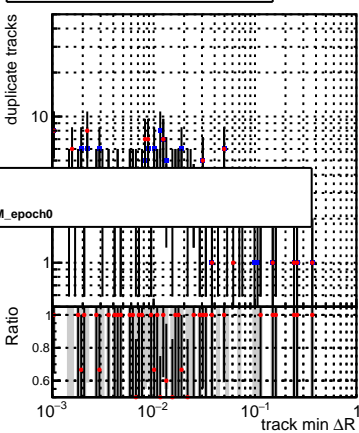 duplicate tracks
10
M_epoch0
1
Ratio
1
0.8
0.6
10⁻³ 10⁻² 10⁻¹ 1
track min ΔR